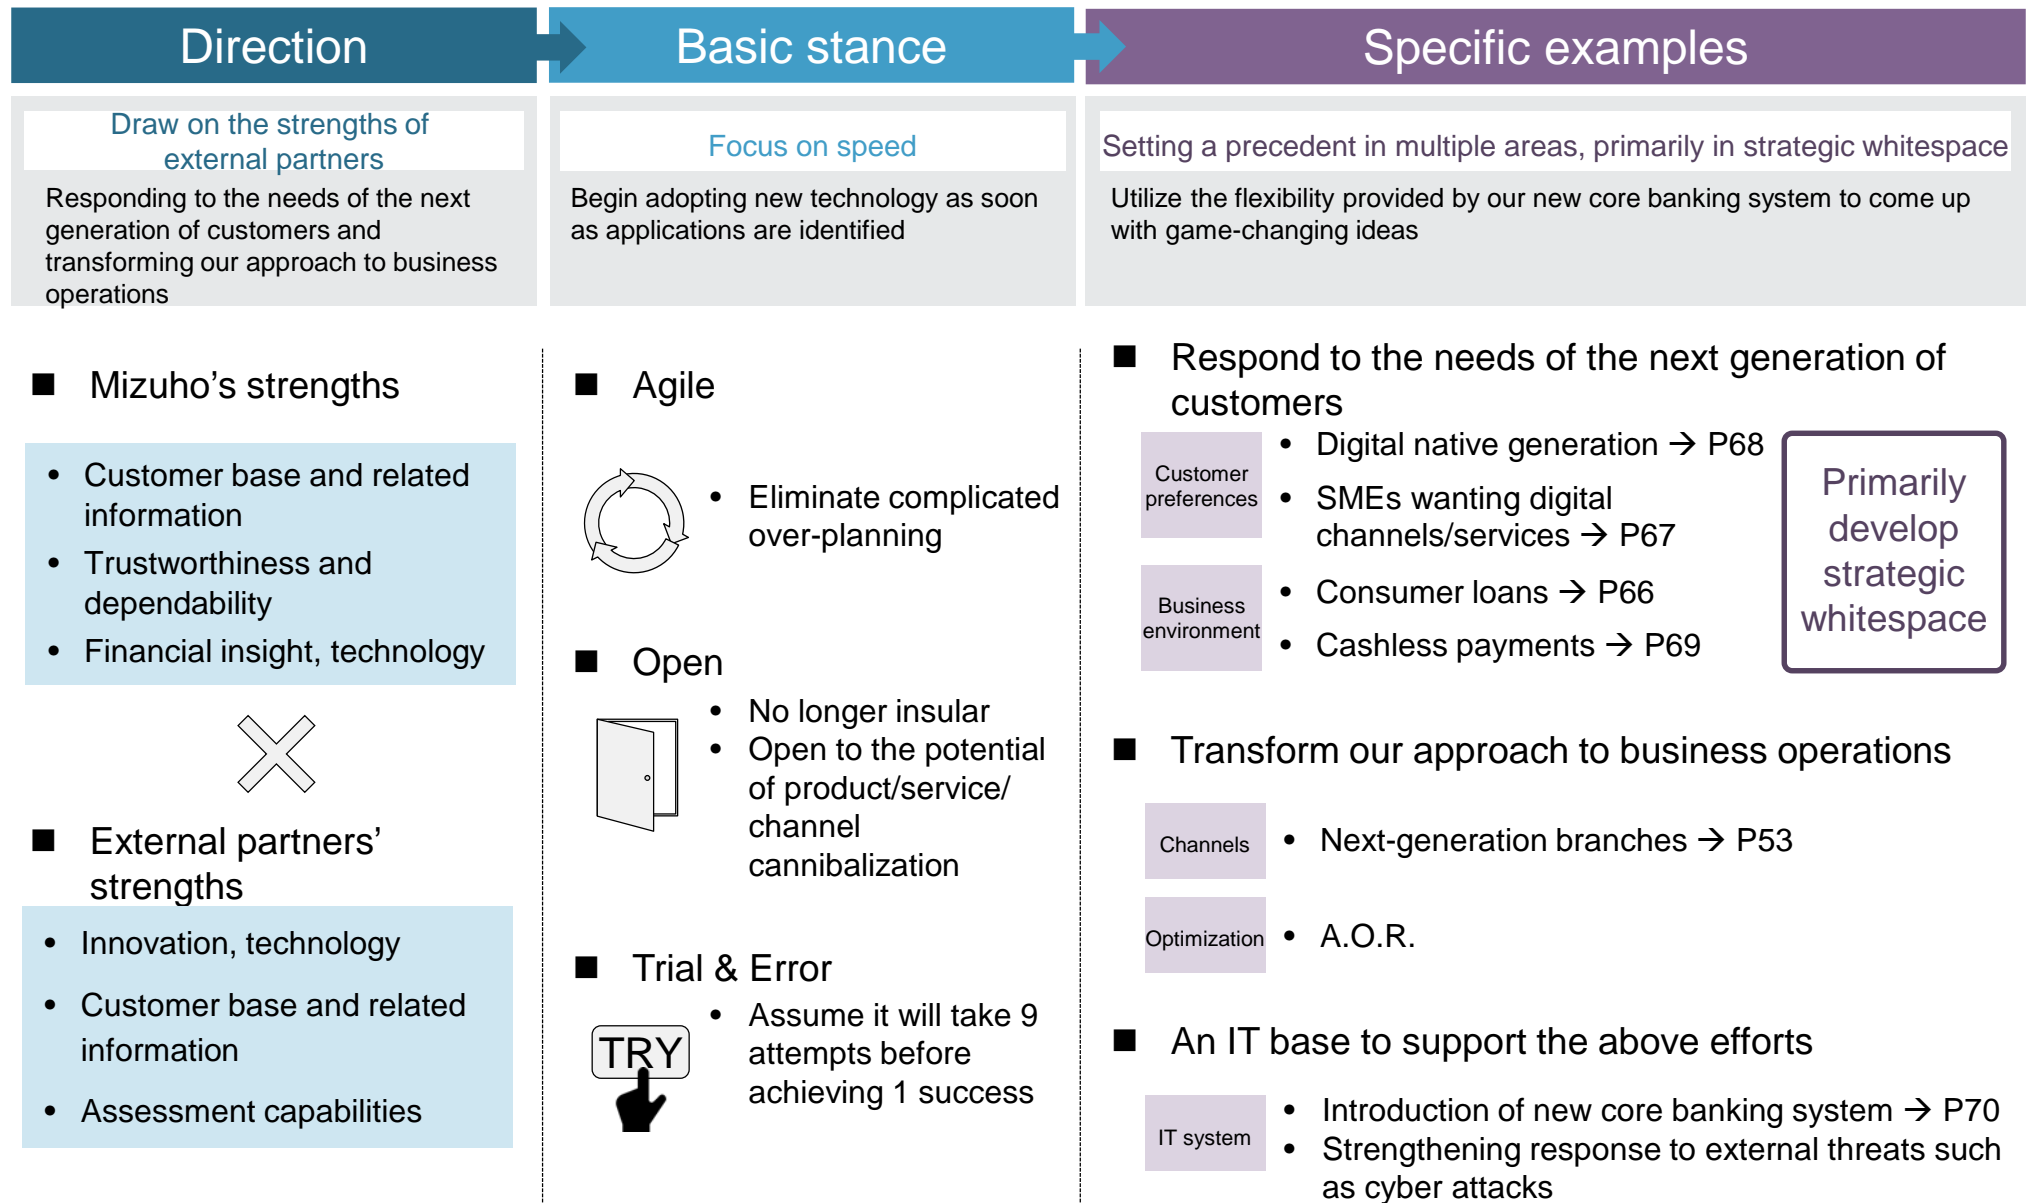 Direction
Draw on the strengths of
external partners
Responding to the needs of the next
generation of customers and
transforming our approach to business
operations
■ Mizuho’s strengths
• Customer base and related
information
• Trustworthiness and
dependability
• Financial insight, technology
■ External partners’
strengths
• Innovation, technology
• Customer base and related
information
• Assessment capabilities
Basic stance
Focus on speed
Begin adopting new technology as soon
as applications are identified
■ Agile
• Eliminate complicated
over-planning
■ Open
• No longer insular
• Open to the potential
of product/service/
channel
cannibalization
■ Trial & Error
TRY
• Assume it will take 9
attempts before
achieving 1 success
Specific examples
Setting a precedent in multiple areas, primarily in strategic whitespace
Utilize the flexibility provided by our new core banking system to come up
with game-changing ideas
■ Respond to the needs of the next generation of
customers
Customer
preferences
• Digital native generation → P68
• SMEs wanting digital
channels/services → P67
Business
environment
• Consumer loans → P66
• Cashless payments → P69
Primarily
develop
strategic
whitespace
■ Transform our approach to business operations
Channels
• Next-generation branches → P53
Optimization
• A.O.R.
■ An IT base to support the above efforts
IT system
• Introduction of new core banking system → P70
• Strengthening response to external threats such
as cyber attacks